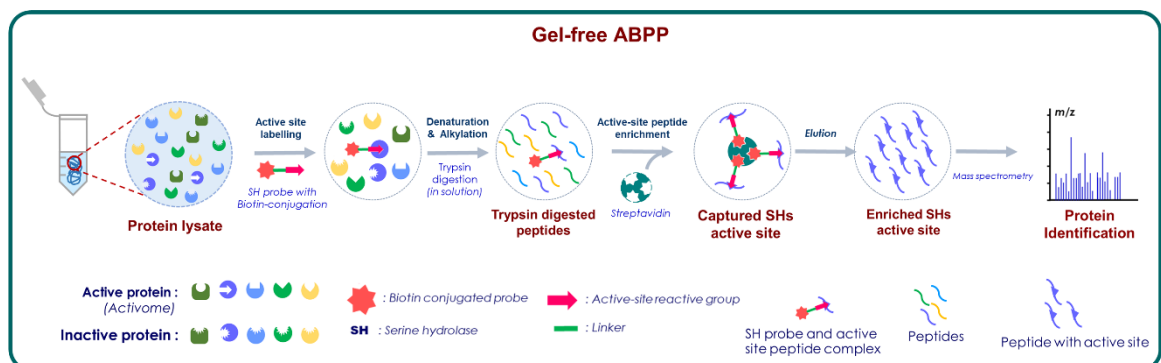 Gel-free ABPP
Active site
labelling
SH probe with
Biotin-conjugation
Denaturation
& Alkylation
Trypsin
digestion
(in solution)
Active-site peptide
enrichment
Streptavidin
Elution
Mass spectrometry
m/z
Protein lysate
Trypsin digested
peptides
Captured SHs
active site
Enriched SHs
active site
Protein
Identification
Active protein :
(Activome)
Inactive protein :
: Biotin conjugated probe
SH : Serine hydrolase
: Active-site reactive group
: Linker
SH probe and active
site peptide complex
Peptides
Peptide with active site